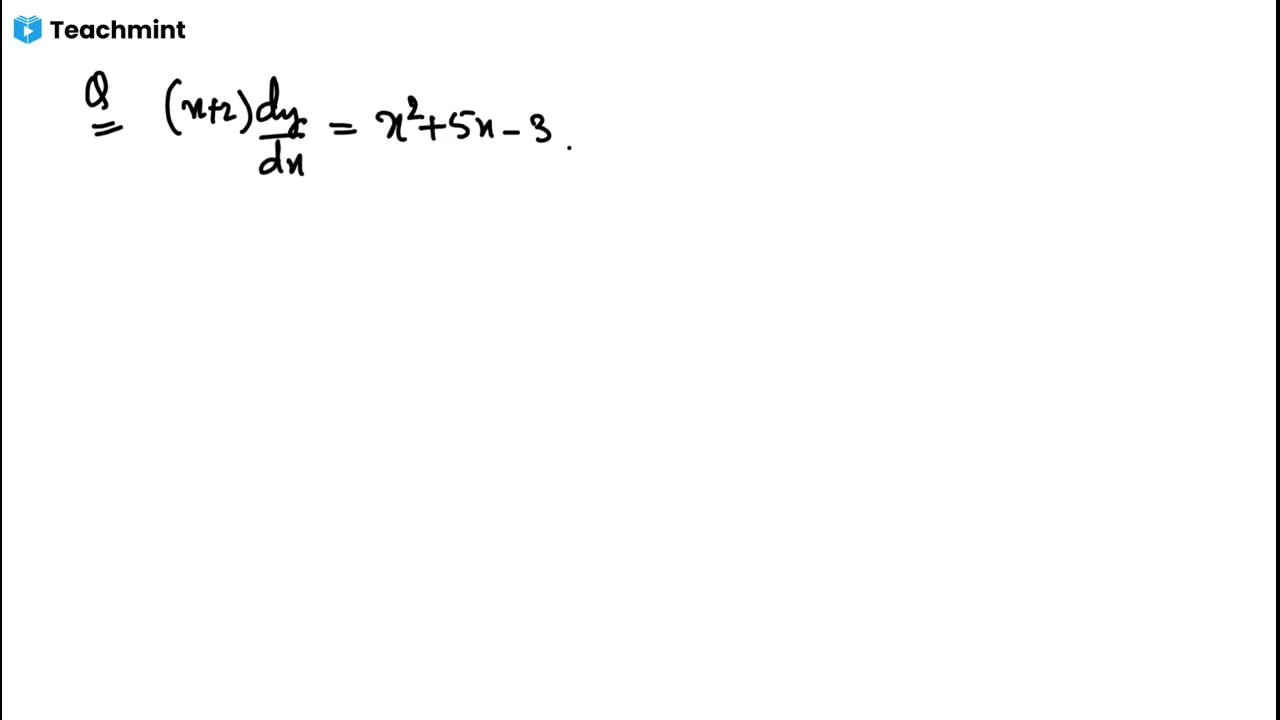 Teachmint
Q (x+2)dy/dx = x²+5x-3.